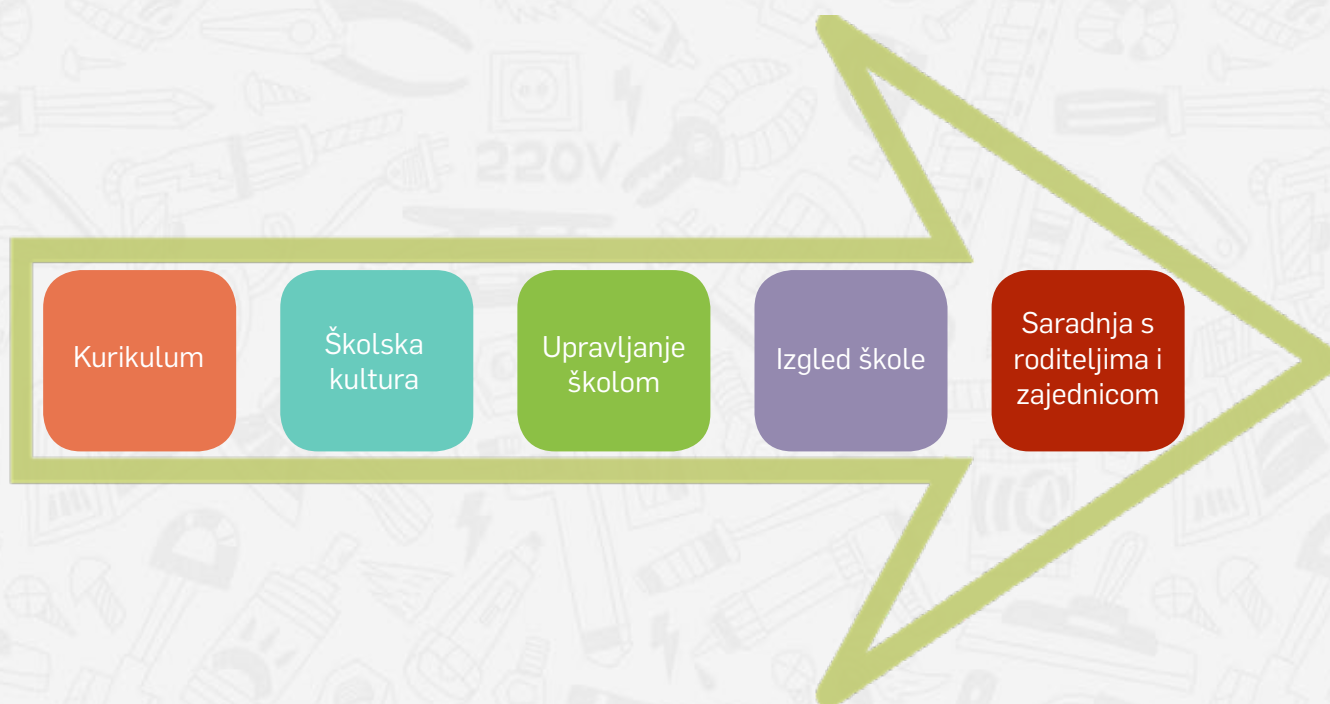 220V
Kurikulum
Školska
kultura
Upravljanje
školom
Izgled škole
Saradnja s
roditeljima i
zajednicom